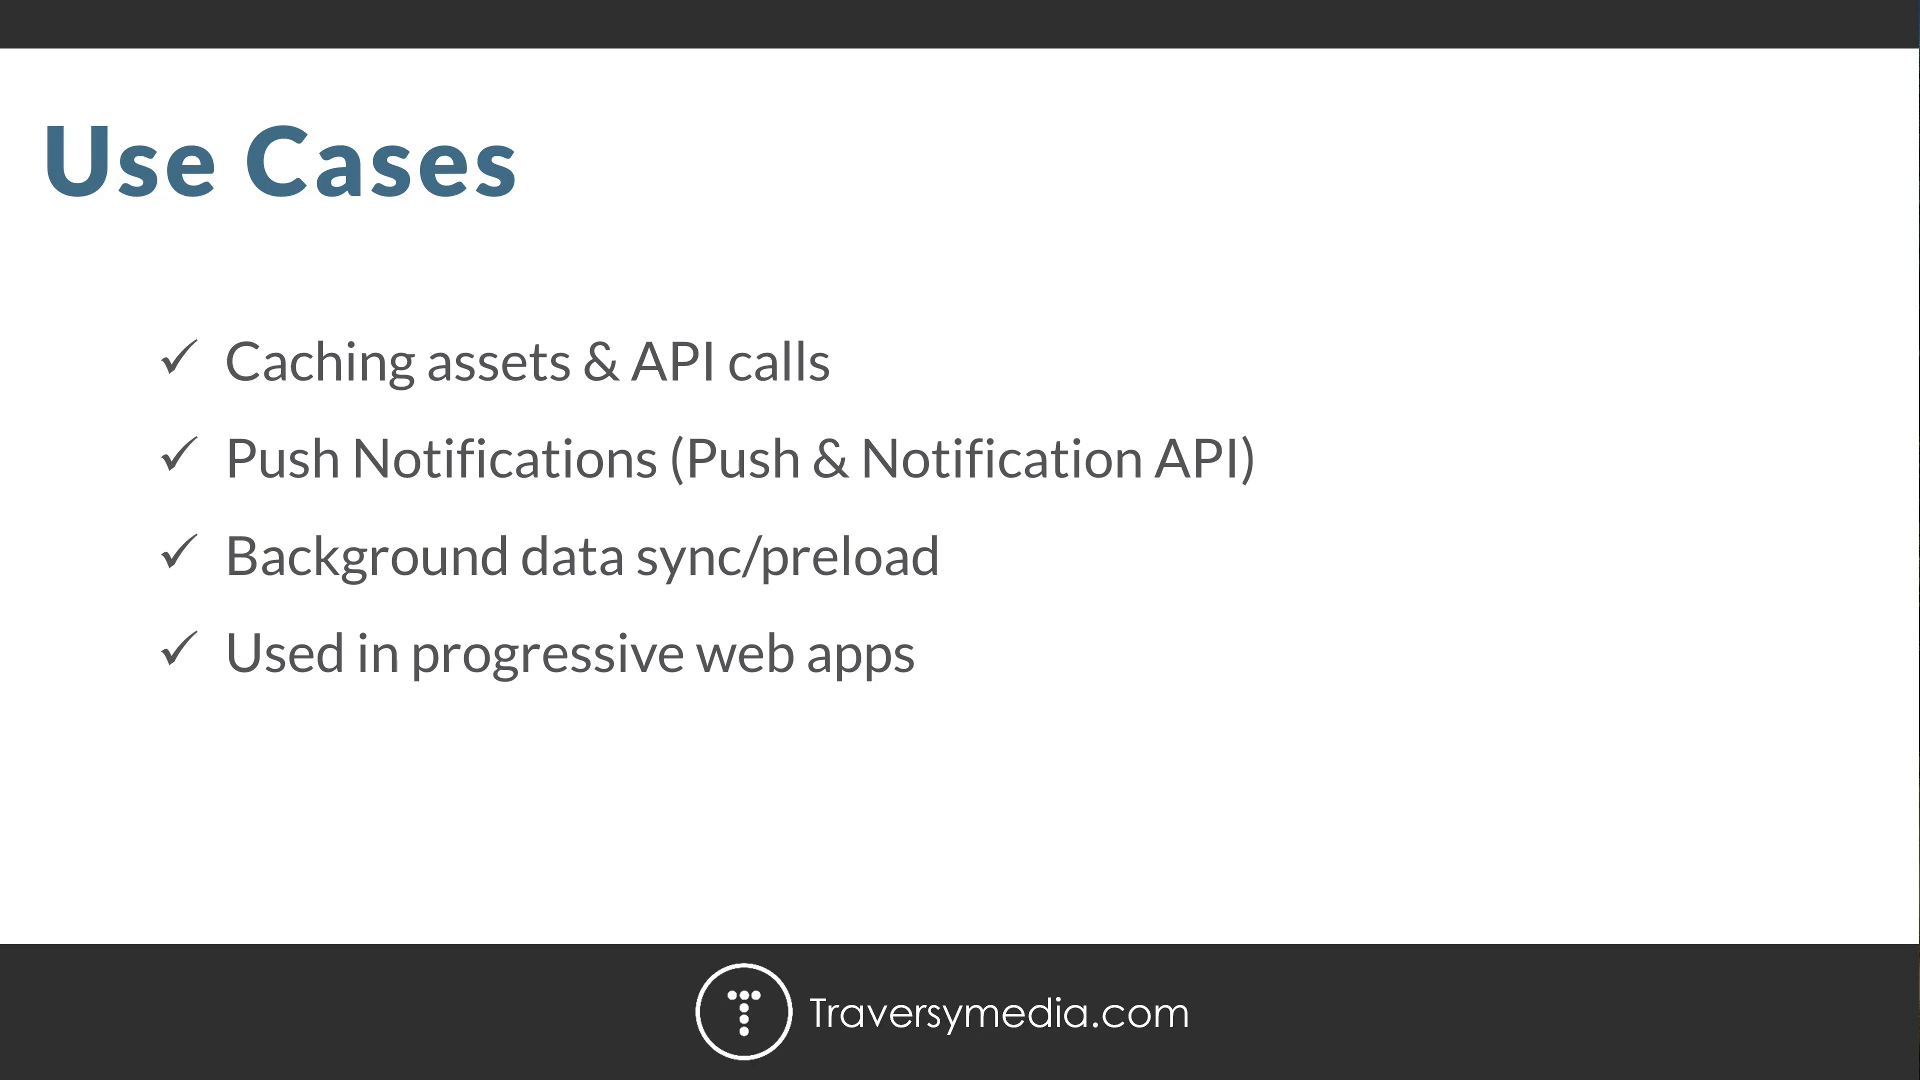 Use Cases
Caching assets & API calls
Push Notifications (Push & Notification API)
Background data sync/preload
Used in progressive web apps
Traversymedia.com